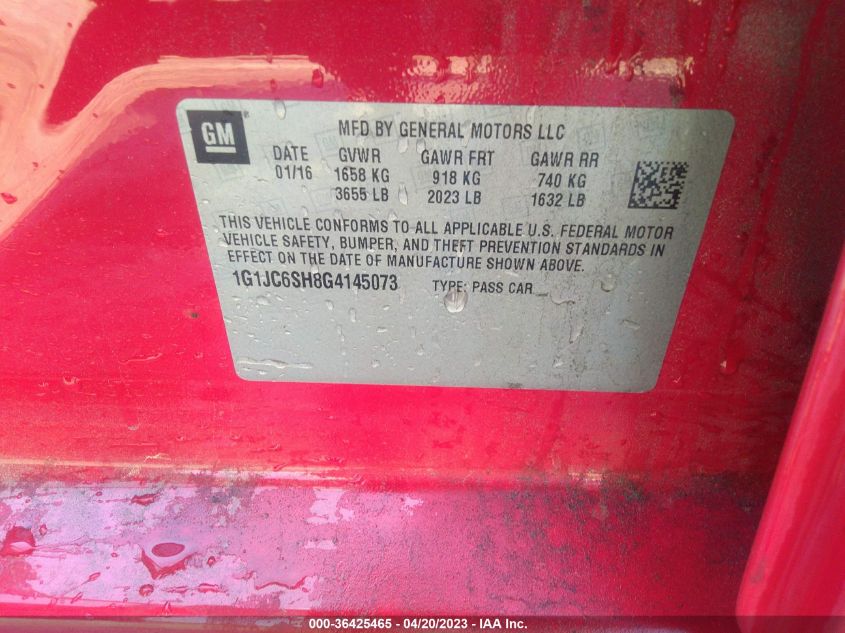 GM
MFD BY GENERAL MOTORS LLC
DATE GVWR GAWR FRT GAWR RR
01/16 1658 KG 918 KG 740 KG
3655 LB 2023 LB 1632 LB
THIS VEHICLE CONFORMS TO ALL APPLICABLE U.S. FEDERAL MOTOR
VEHICLE SAFETY, BUMPER, AND THEFT PREVENTION STANDARDS IN
EFFECT ON THE DATE OF MANUFACTURE SHOWN ABOVE.
1G1JC6SH8G4145073 TYPE: PASS CAR_
000-36425465 - 04/20/2023 - IAA Inc.